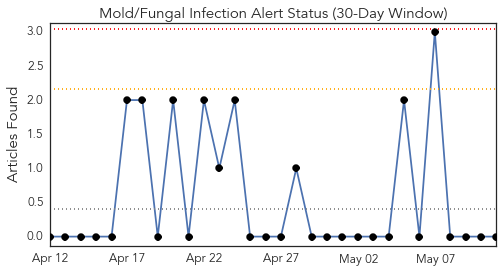 Mold/Fungal Infection Alert Status (30-Day Window)
Articles Found
3.0
2.5
2.0
1.5
1.0
0.5
0.0
Apr 12 Apr 17 Apr 22 Apr 27 May 02 May 07